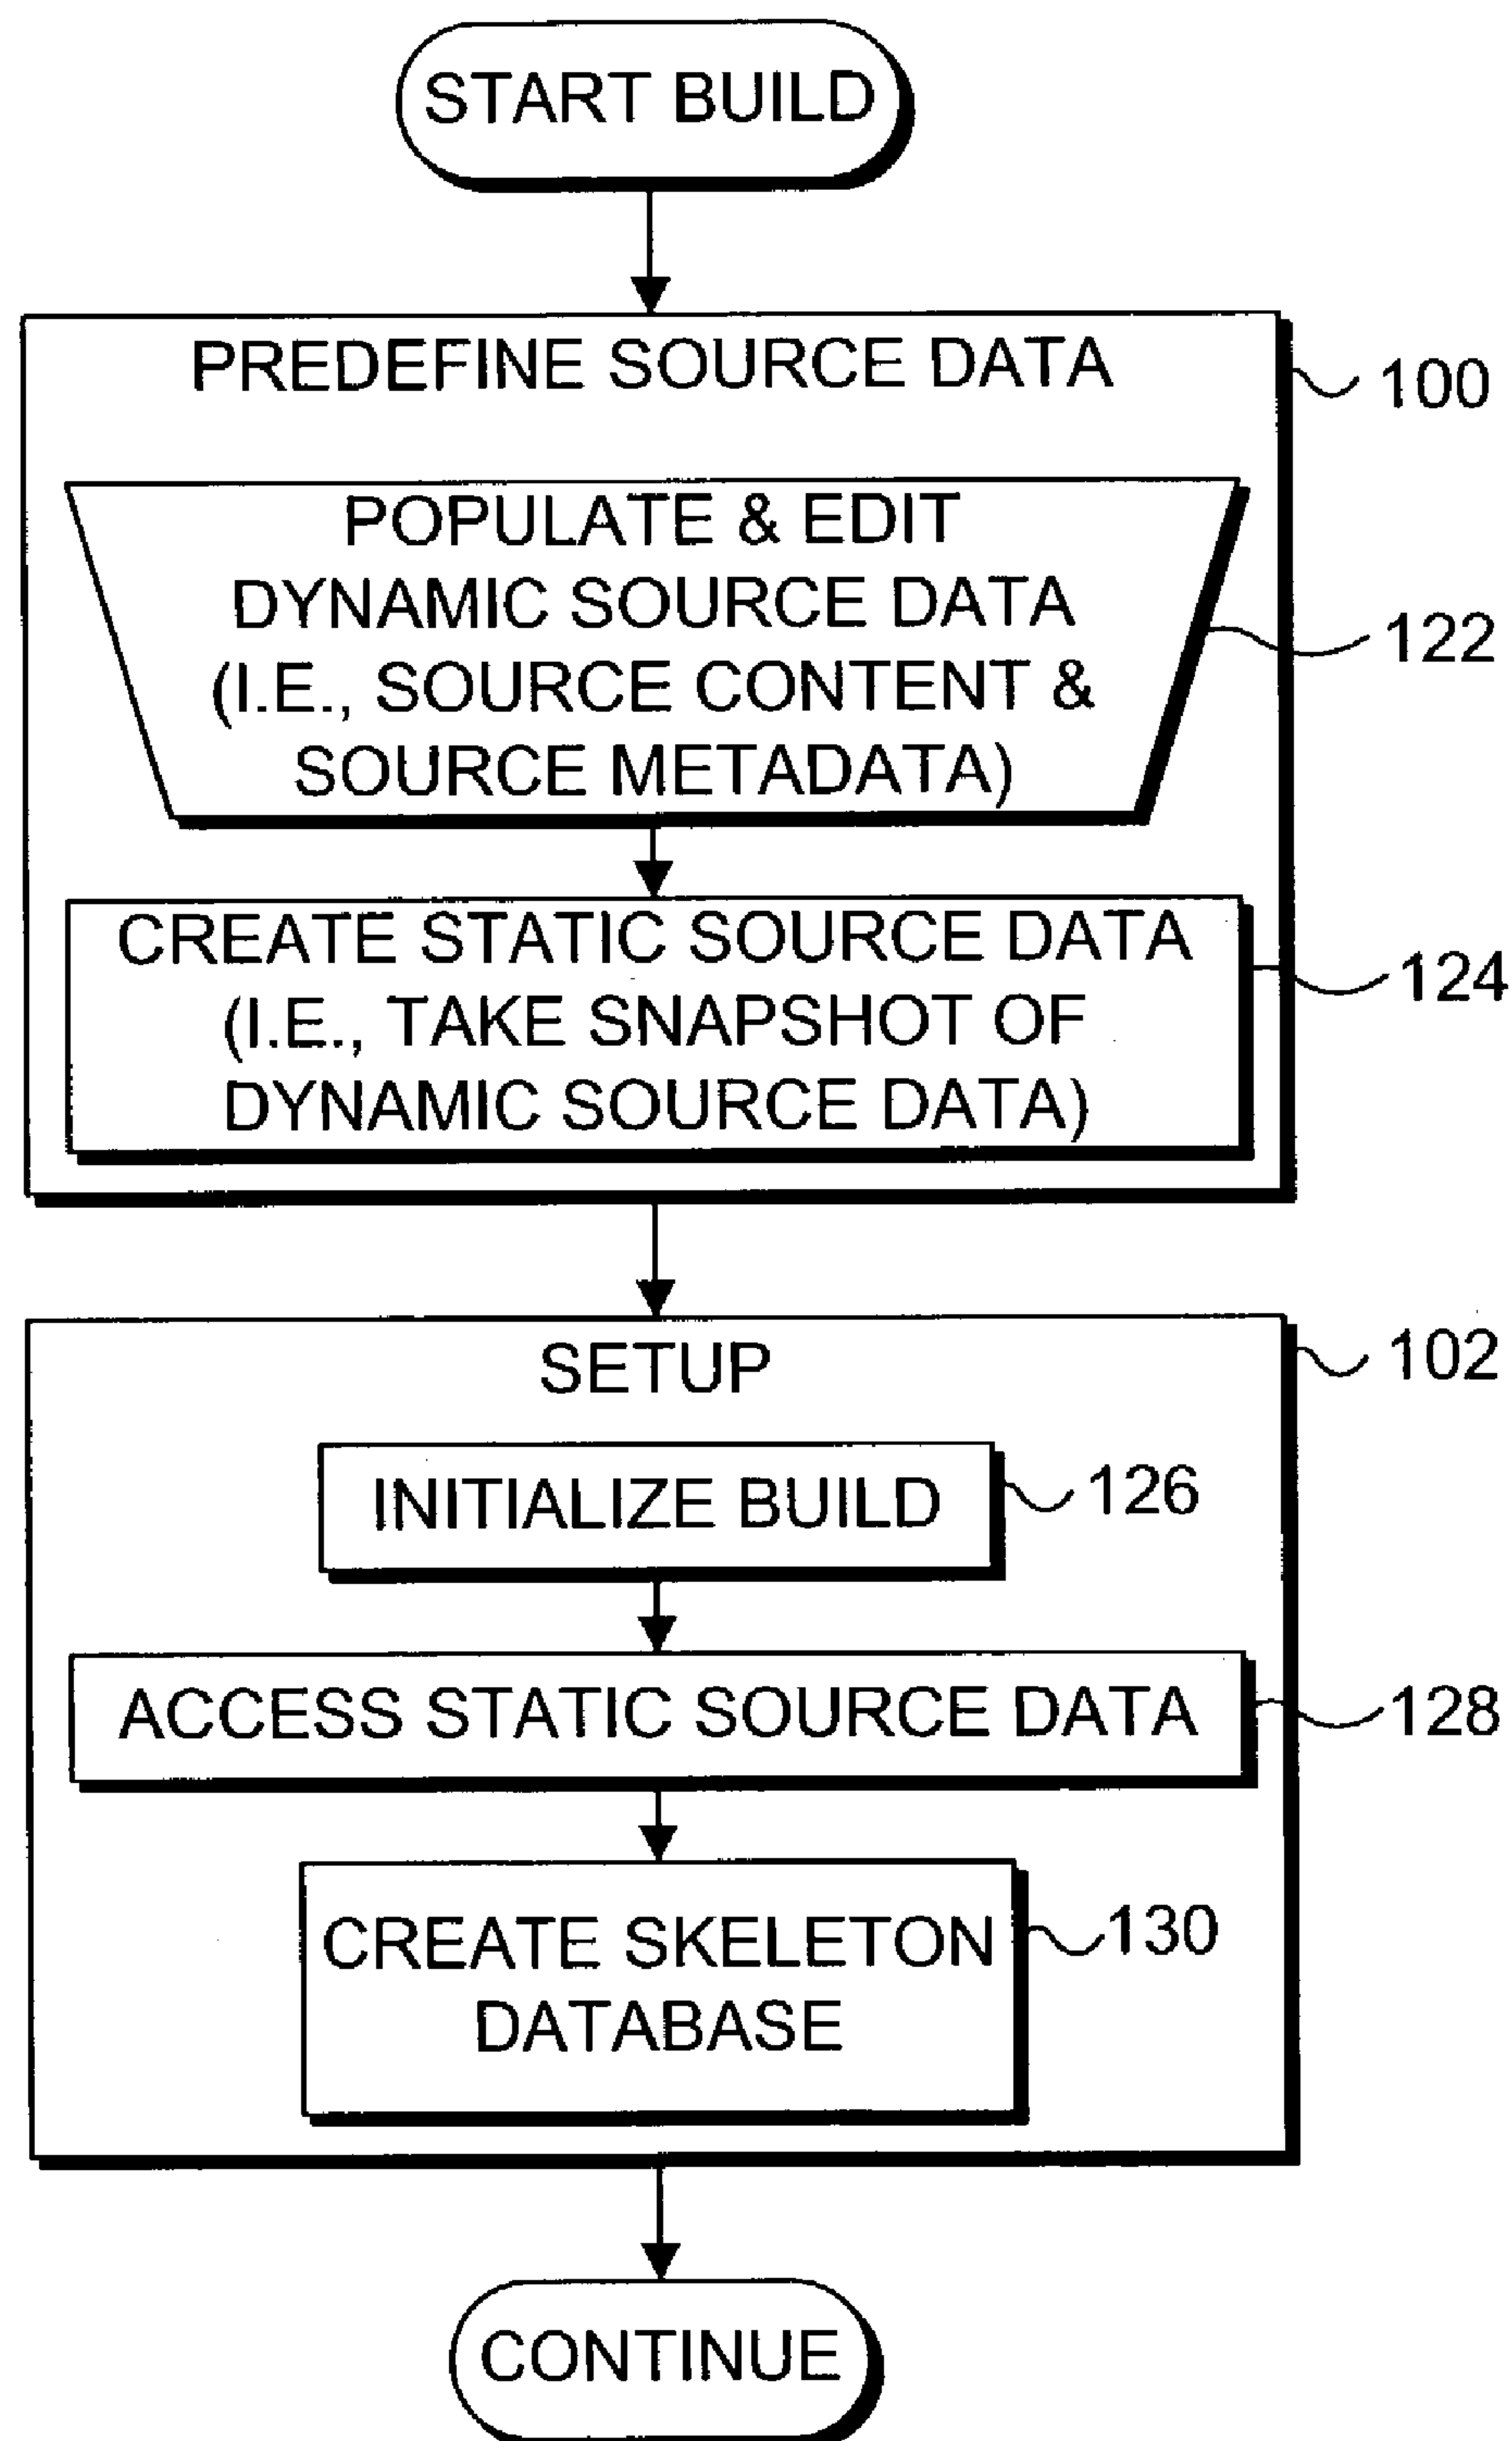 START BUILD
PREDEFINE SOURCE DATA
100
POPULATE & EDIT
DYNAMIC SOURCE DATA
(I.E., SOURCE CONTENT &
SOURCE METADATA)
122
CREATE STATIC SOURCE DATA
(I.E., TAKE SNAPSHOT OF
DYNAMIC SOURCE DATA)
124
SETUP
102
INITIALIZE BUILD
126
ACCESS STATIC SOURCE DATA
128
CREATE SKELETON
DATABASE
130
CONTINUE